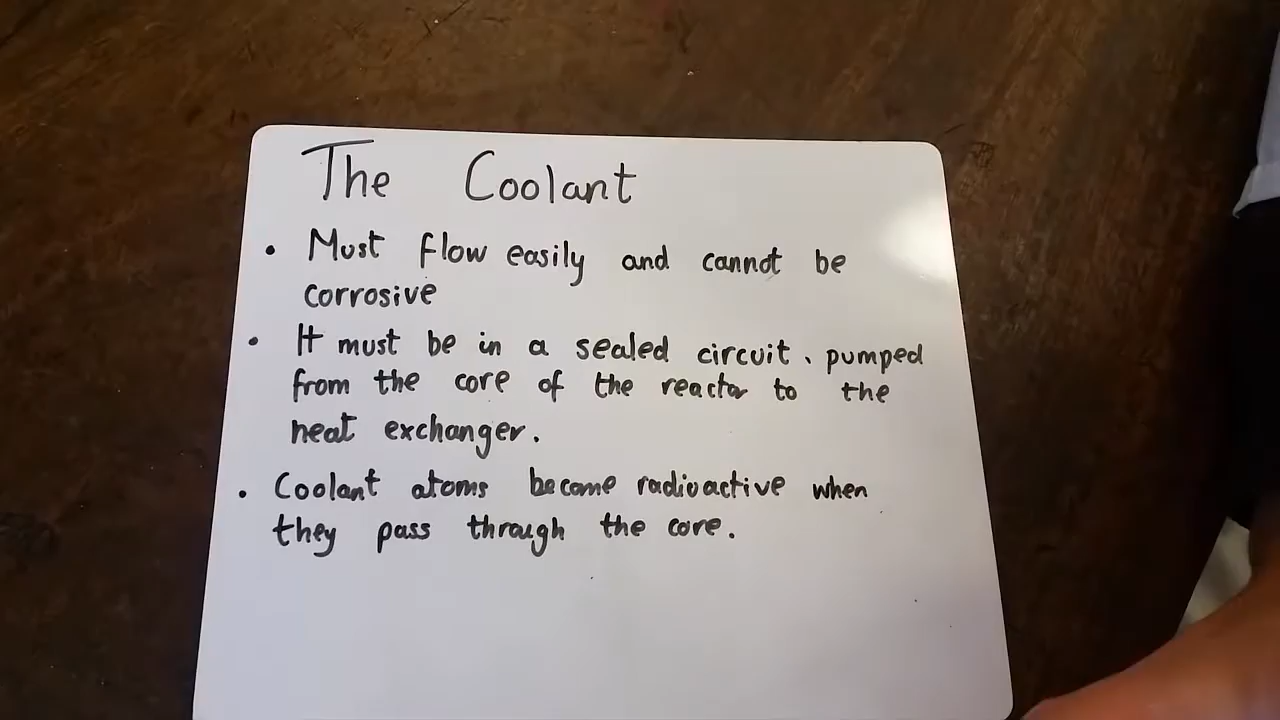 The Coolant
• Must flow easily and cannot be
corrosive
• It must be in a sealed circuit, pumped
from the core of the reactor to the
heat exchanger.
• Coolant atoms become radioactive when
they pass through the core.